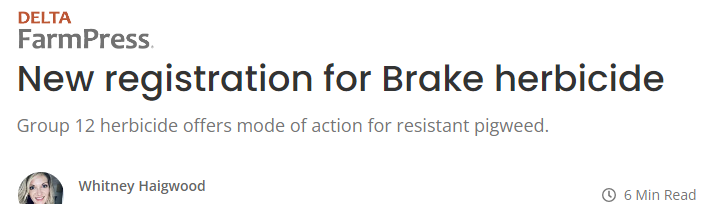 DELTA
FarmPress.
New registration for Brake herbicide
Group 12 herbicide offers mode of action for resistant pigweed.
Whitney Haigwood
6 Min Read